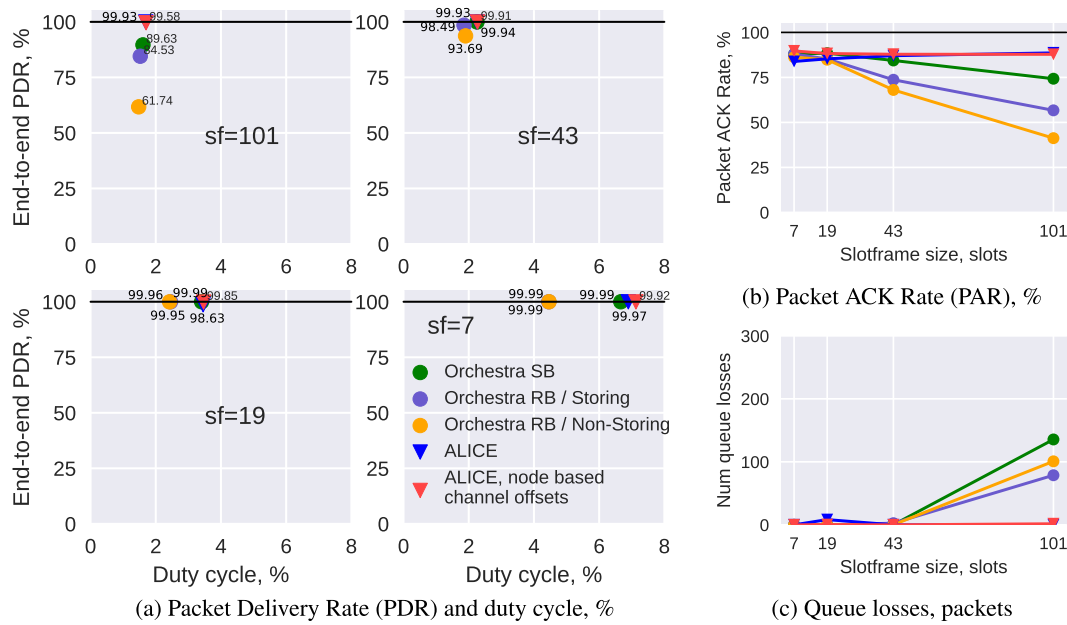 End-to-end PDR, %
100
75
50
25
0
99.93
99.58
89.63
84.53
61.74
sf=101
0 2 4 6 8
100
75
50
25
0
99.93
99.91
98.49
99.94
93.69
sf=43
0 2 4 6 8
End-to-end PDR, %
100
75
50
25
0
99.96
99.99
99.85
99.95
98.63
sf=19
0 2 4 6 8
Duty cycle, %
100
75
50
25
0
99.99
99.99
99.92
99.99
99.97
sf=7
Orchestra SB
Orchestra RB / Storing
Orchestra RB / Non-Storing
ALICE
ALICE, node based
channel offsets
0 2 4 6 8
Duty cycle, %
(a) Packet Delivery Rate (PDR) and duty cycle, %
Packet ACK Rate, %
100
75
50
25
0
7 19 43 101
Slotframe size, slots
(b) Packet ACK Rate (PAR), %
Num queue losses
300
200
100
0
7 19 43 101
Slotframe size, slots
(c) Queue losses, packets